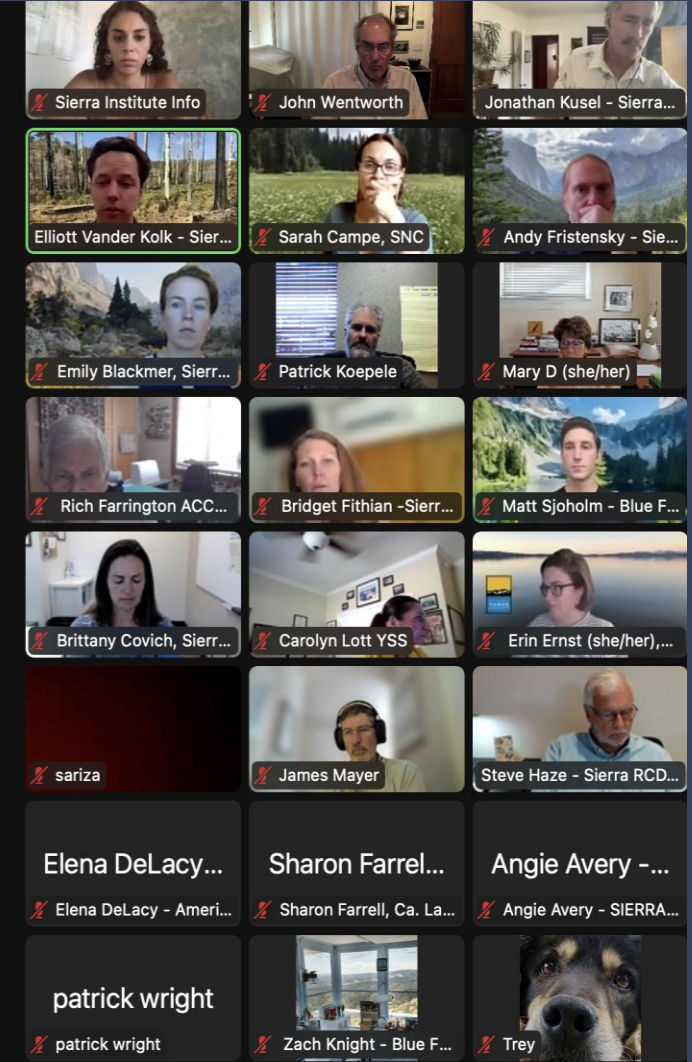 Sierra Institute Info
John Wentworth
Jonathan Kusel - Sierra...
Elliott Vander Kolk - Sier...
Sarah Campe, SNC
Andy Fristensky - Sie...
Emily Blackmer, Sierr...
Patrick Koepele
Mary D (she/her)
Rich Farrington ACC...
Bridget Fithian -Sierr...
Matt Sjoholm - Blue F...
Brittany Covich, Sierr...
Carolyn Lott YSS
Erin Ernst (she/her),...
sariza
James Mayer
Steve Haze - Sierra RCD...
Elena DeLacy...
Elena DeLacy - Ameri...
Sharon Farrel...
Sharon Farrell, Ca. La...
Angie Avery -...
Angie Avery - SIERRA...
patrick wright
patrick wright
Zach Knight - Blue F...
Trey